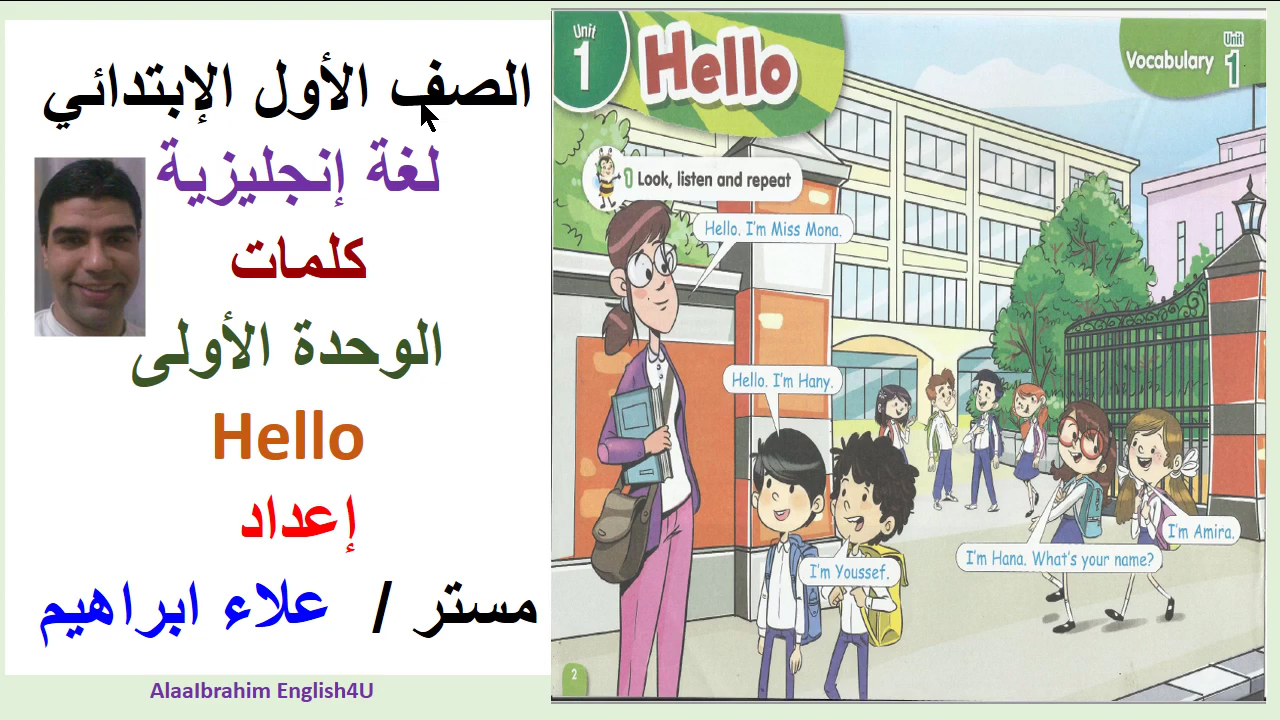 الصف الأول الإبتدائي
لغة إنجليزية
كلمات
الوحدة الأولى
Hello
إعداد
مستر / علاء ابراهيم
AlaaIbrahim English4U
Unit
1
Hello
Vocabulary
Unit
1
1 Look, listen and repeat
Hello. I'm Miss Mona.
Hello. I'm Hany.
I'm Youssef.
I'm Hana. What's your name?
I'm Amira.
2